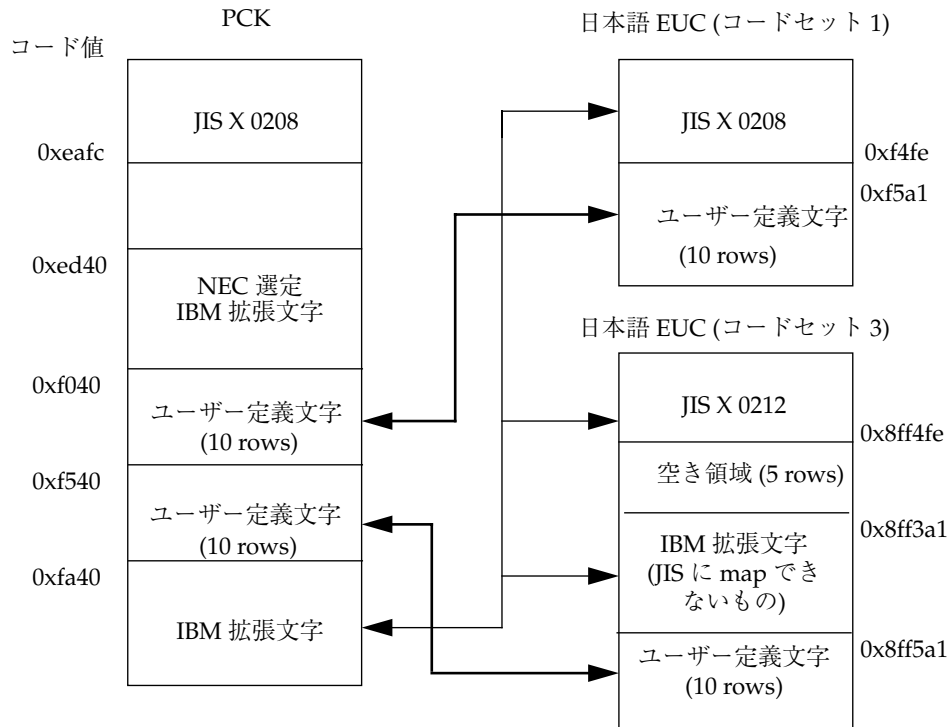 PCK
コード値
JIS X 0208
0xeafc
0xed40
NEC 選定
IBM 拡張文字
0xf040
ユーザー定義文字
(10 rows)
0xf540
ユーザー定義文字
(10 rows)
0xfa40
IBM 拡張文字
日本語 EUC (コードセット 1)
JIS X 0208
0xf4fe
0xf5a1
ユーザー定義文字
(10 rows)
日本語 EUC (コードセット 3)
JIS X 0212
0x8ff4fe
空き領域 (5 rows)
0x8ff3a1
IBM 拡張文字
(JIS に map でき
ないもの)
0x8ff5a1
ユーザー定義文字
(10 rows)